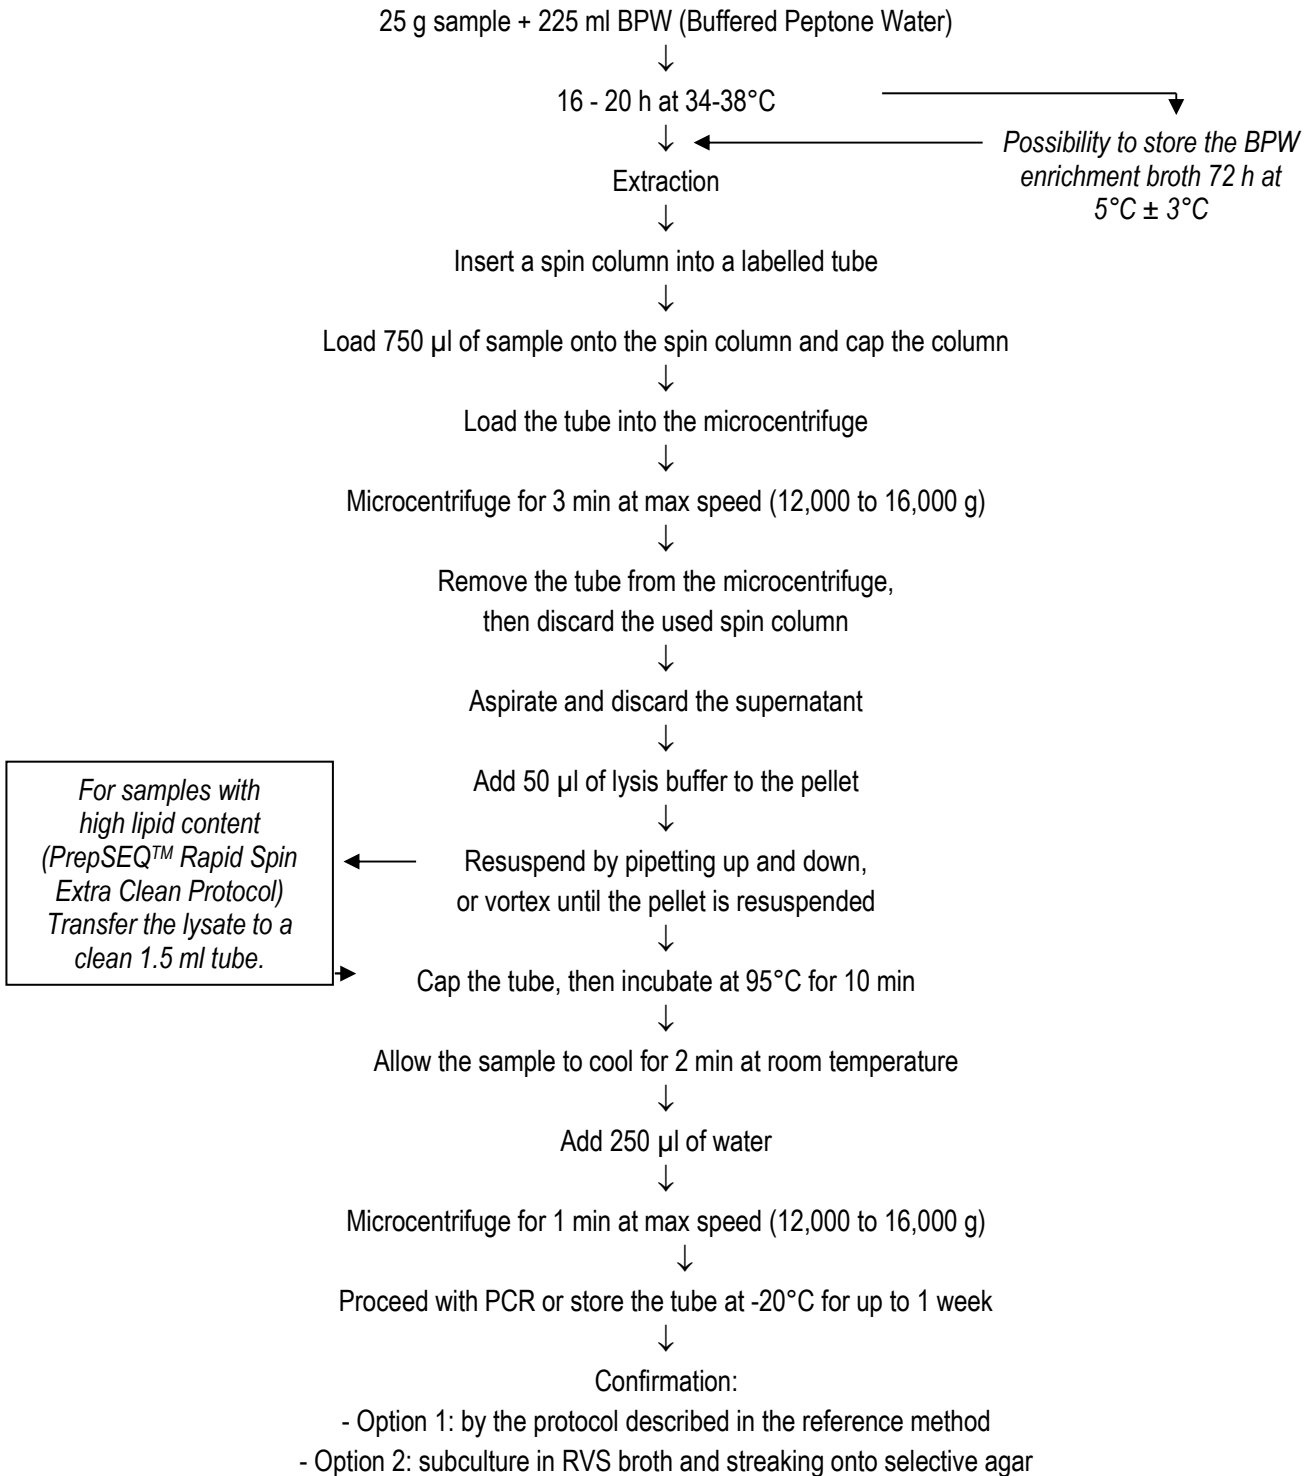 25 g sample + 225 ml BPW (Buffered Peptone Water)
↓
16 - 20 h at 34-38°C
↓
Possibility to store the BPW
enrichment broth 72 h at
5°C ± 3°C
Extraction
↓
Insert a spin column into a labelled tube
↓
Load 750 µl of sample onto the spin column and cap the column
↓
Load the tube into the microcentrifuge
↓
Microcentrifuge for 3 min at max speed (12,000 to 16,000 g)
↓
Remove the tube from the microcentrifuge,
then discard the used spin column
↓
Aspirate and discard the supernatant
↓
Add 50 µl of lysis buffer to the pellet
↓
Resuspend by pipetting up and down,
or vortex until the pellet is resuspended
↓
For samples with
high lipid content
(PrepSEQ™ Rapid Spin
Extra Clean Protocol)
Transfer the lysate to a
clean 1.5 ml tube.
Cap the tube, then incubate at 95°C for 10 min
↓
Allow the sample to cool for 2 min at room temperature
↓
Add 250 µl of water
↓
Microcentrifuge for 1 min at max speed (12,000 to 16,000 g)
↓
Proceed with PCR or store the tube at -20°C for up to 1 week
↓
Confirmation:
- Option 1: by the protocol described in the reference method
- Option 2: subculture in RVS broth and streaking onto selective agar